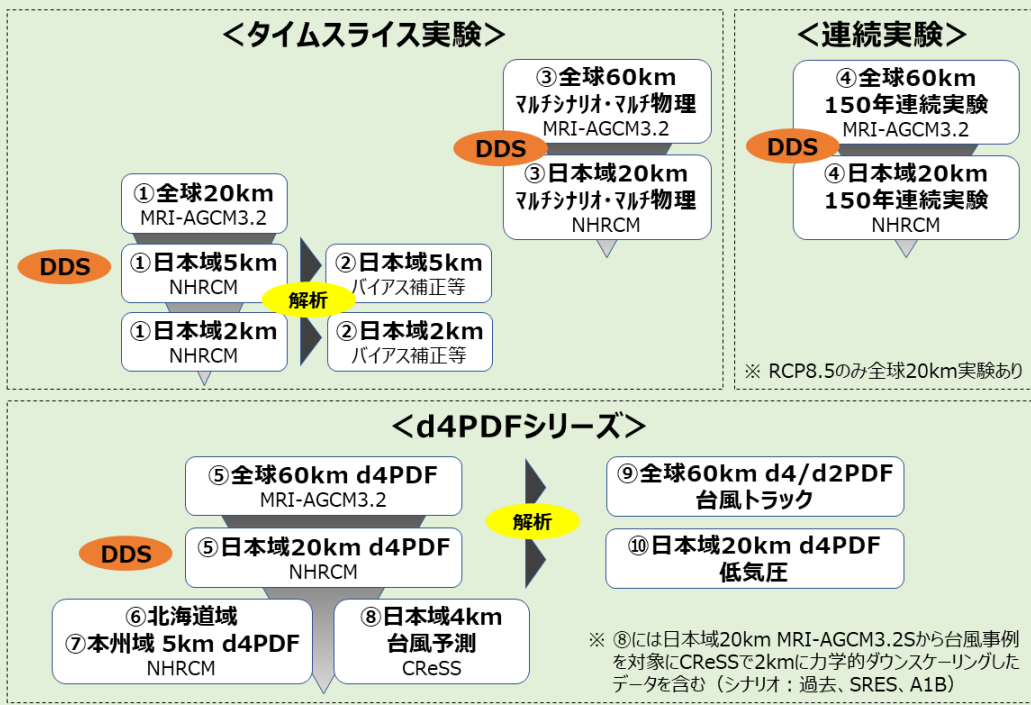 ＜タイムスライス実験＞
①全球20km
MRI-AGCM3.2
DDS
①日本域5km
NHRCM
①日本域2km
NHRCM
解析
②日本域5km
バイアス補正等
②日本域2km
バイアス補正等
③全球60km
マルチシナリオ・マルチ物理
MRI-AGCM3.2
DDS
③日本域20km
マルチシナリオ・マルチ物理
NHRCM
＜連続実験＞
④全球60km
150年連続実験
MRI-AGCM3.2
DDS
④日本域20km
150年連続実験
NHRCM
※ RCP8.5のみ全球20km実験あり
＜d4PDFシリーズ＞
⑤全球60km d4PDF
MRI-AGCM3.2
DDS
⑤日本域20km d4PDF
NHRCM
⑥北海道域
⑦本州域 5km d4PDF
NHRCM
⑧日本域4km
台風予測
CReSS
解析
⑨全球60km d4/d2PDF
台風トラック
⑩日本域20km d4PDF
低気圧
※ ⑧には日本域20km MRI-AGCM3.2Sから台風事例
を対象にCReSSで2kmに力学的ダウンスケーリングした
データを含む（シナリオ：過去、SRES、A1B）